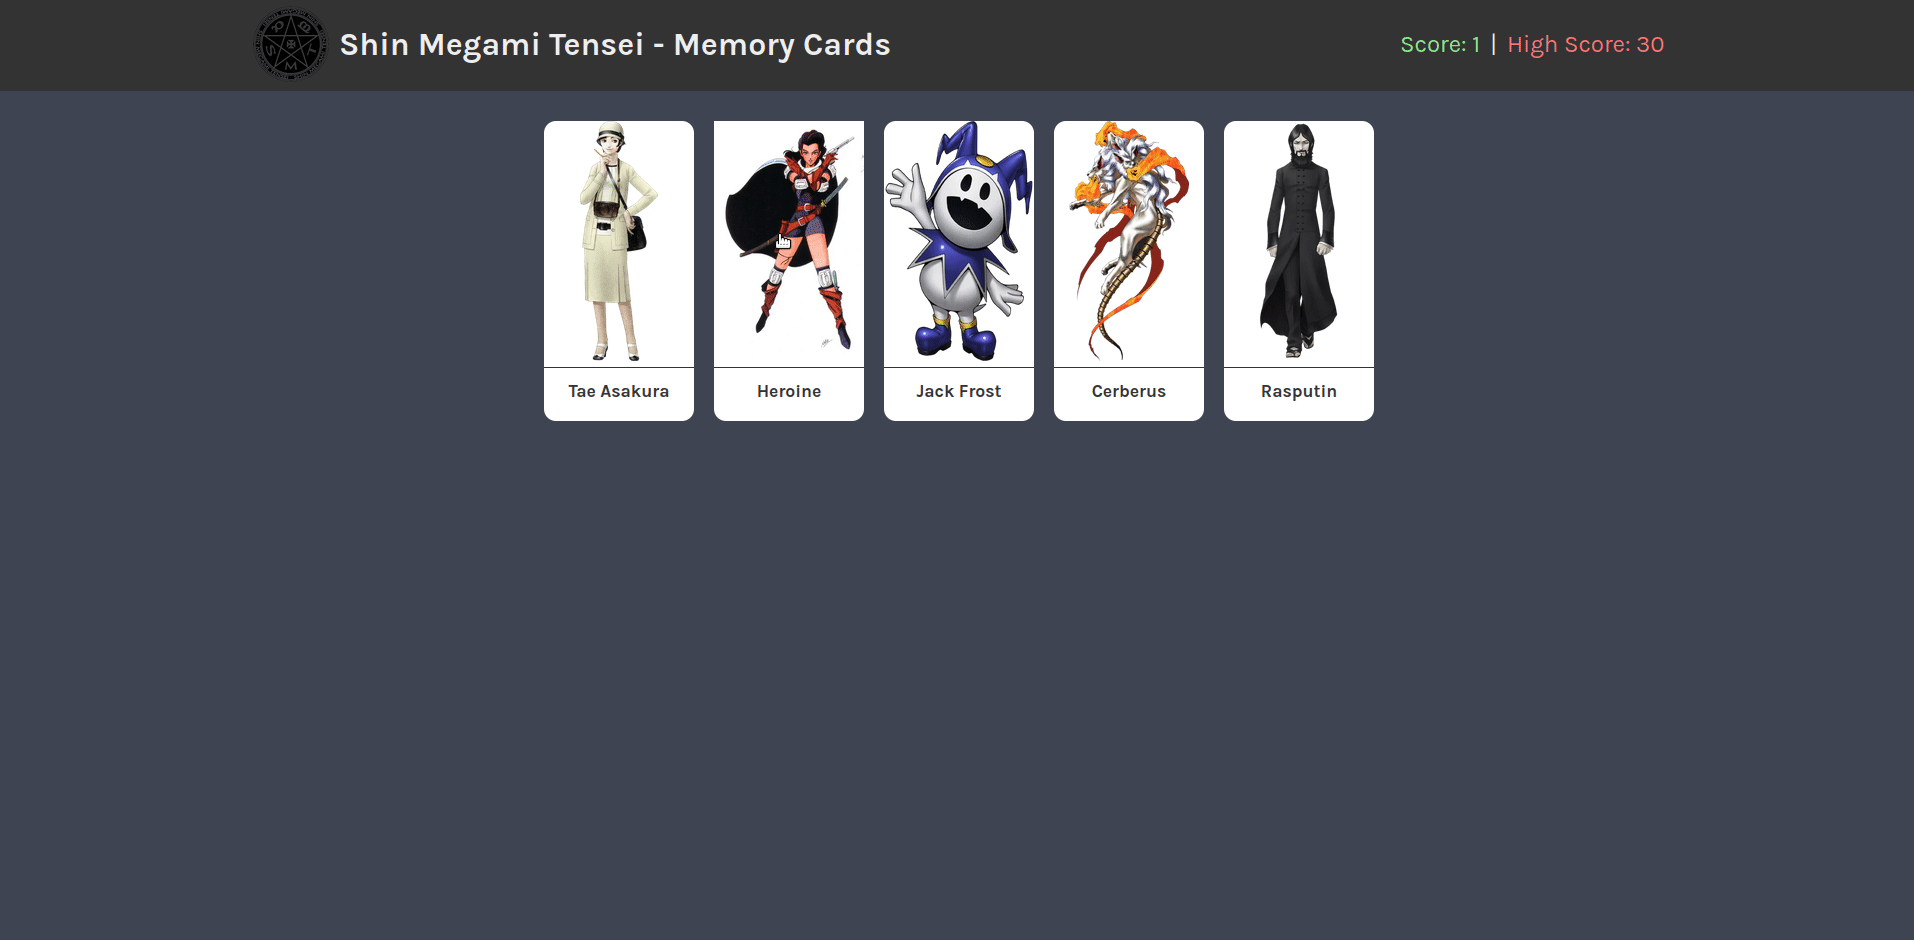 Shin Megami Tensei - Memory Cards
Score: 1 | High Score: 30
Tae Asakura
Heroine
Jack Frost
Cerberus
Rasputin